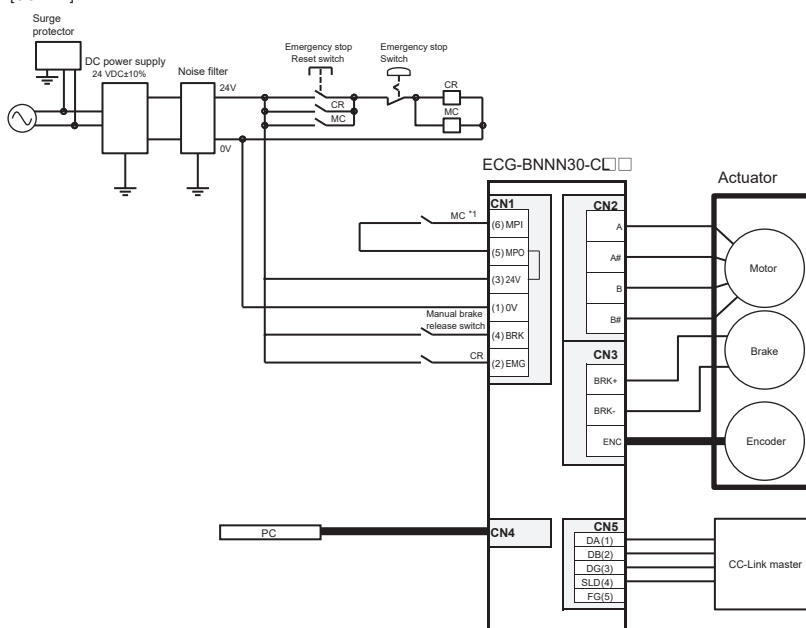 Surge
protector
DC power supply
24 VDC±10%
Noise filter
24V
0V
Emergency stop
Reset switch
CR
MC
Emergency stop
Switch
CR
MC
ECG-BNNN30-CL□□
Actuator
CN1
MC *1
(6) MPI
(5) MPO
(3) 24V
(1) 0V
Manual brake
release switch
(4) BRK
CR
(2) EMG
CN2
A
A#
B
B#
Motor
CN3
BRK+
BRK-
ENC
Brake
Encoder
PC
CN4
CN5
DA(1)
DB(2)
DG(3)
SLD(4)
FG(5)
CC-Link master